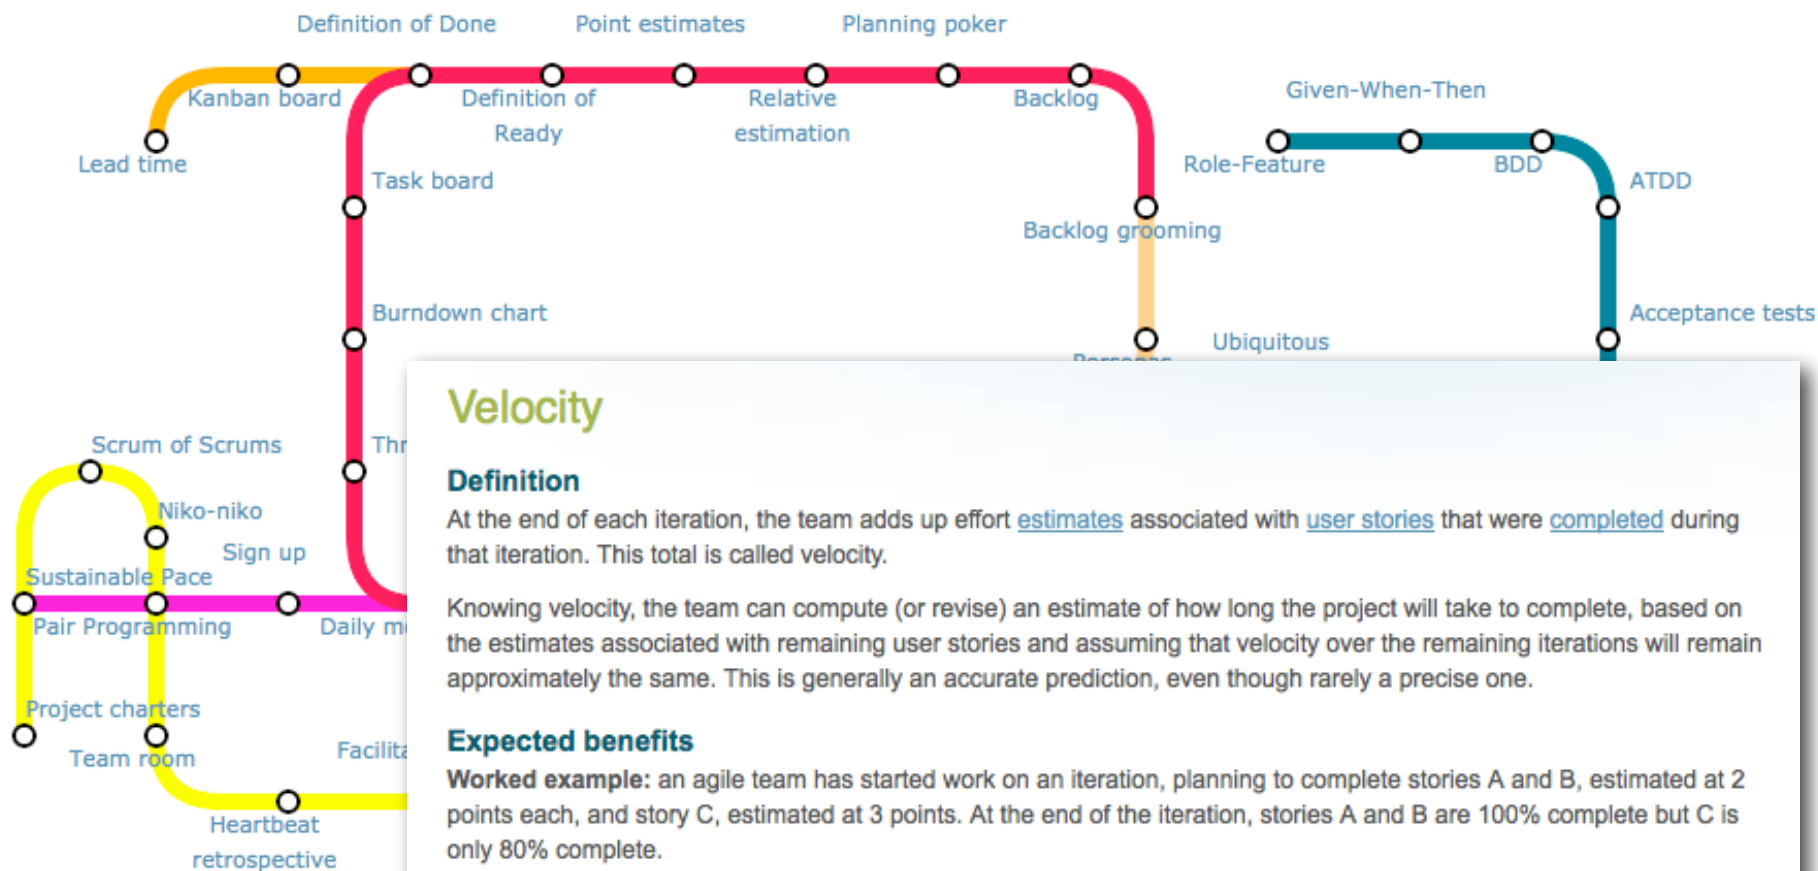 Definition of Done
Point estimates
Planning poker
Kanban board
Definition of
Ready
Relative
estimation
Backlog
Given-When-Then
Lead time
Role-Feature
BDD
ATDD
Task board
Backlog grooming
Burndown chart
Acceptance tests
Personas
Ubiquitous
Scrum of Scrums
Niko-niko
Sign up
Sustainable Pace
Pair Programming
Daily
Project charters
Team room
Heartbeat
retrospective
Velocity
Definition
At the end of each iteration, the team adds up effort estimates associated with user stories that were completed during
that iteration. This total is called velocity.
Knowing velocity, the team can compute (or revise) an estimate of how long the project will take to complete, based on
the estimates associated with remaining user stories and assuming that velocity over the remaining iterations will remain
approximately the same. This is generally an accurate prediction, even though rarely a precise one.
Expected benefits
Worked example: an agile team has started work on an iteration, planning to complete stories A and B, estimated at 2
points each, and story C, estimated at 3 points. At the end of the iteration, stories A and B are 100% complete but C is
only 80% complete.